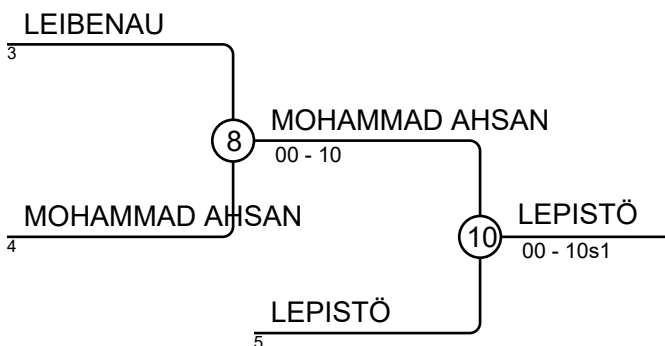 LEIBENAU
3
8
MOHAMMAD AHSAN
00 - 10
MOHAMMAD AHSAN
4
10
LEPISTÖ
00 - 10s1
LEPISTÖ
5